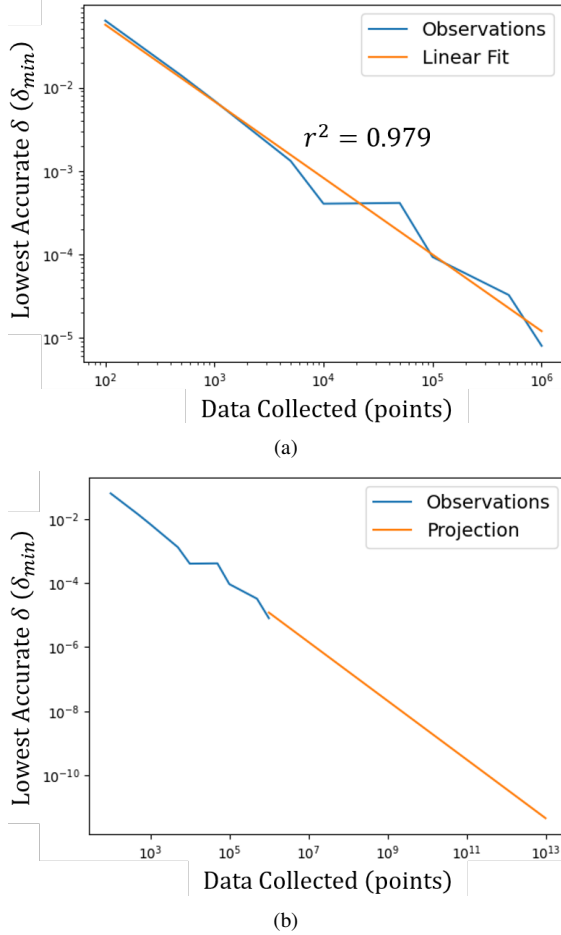 Observations
Linear Fit
r² = 0.979
Lowest Accurate δ (δ_min)
10⁻²
10⁻³
10⁻⁴
10⁻⁵
10² 10³ 10⁴ 10⁵ 10⁶
Data Collected (points)
(a)
Observations
Projection
Lowest Accurate δ (δ_min)
10⁻²
10⁻⁴
10⁻⁶
10⁻⁸
10⁻¹⁰
10³ 10⁵ 10⁷ 10⁹ 10¹¹ 10¹³
Data Collected (points)
(b)